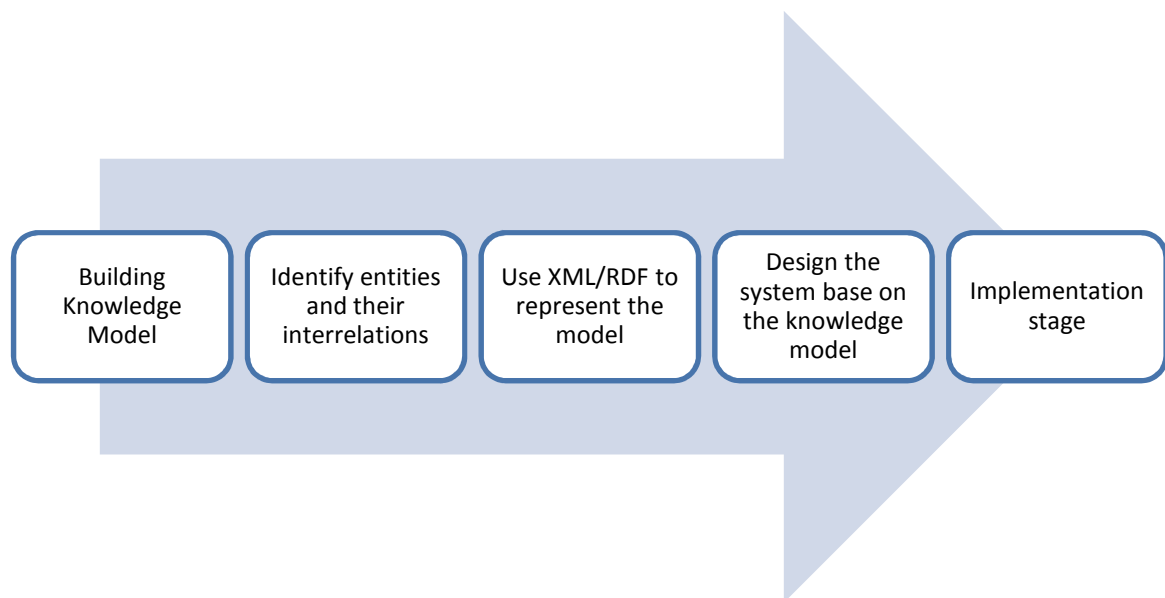 Building
Knowledge
Model
Identify entities
and their
interrelations
Use XML/RDF to
represent the
model
Design the
system base on
the knowledge
model
Implementation
stage